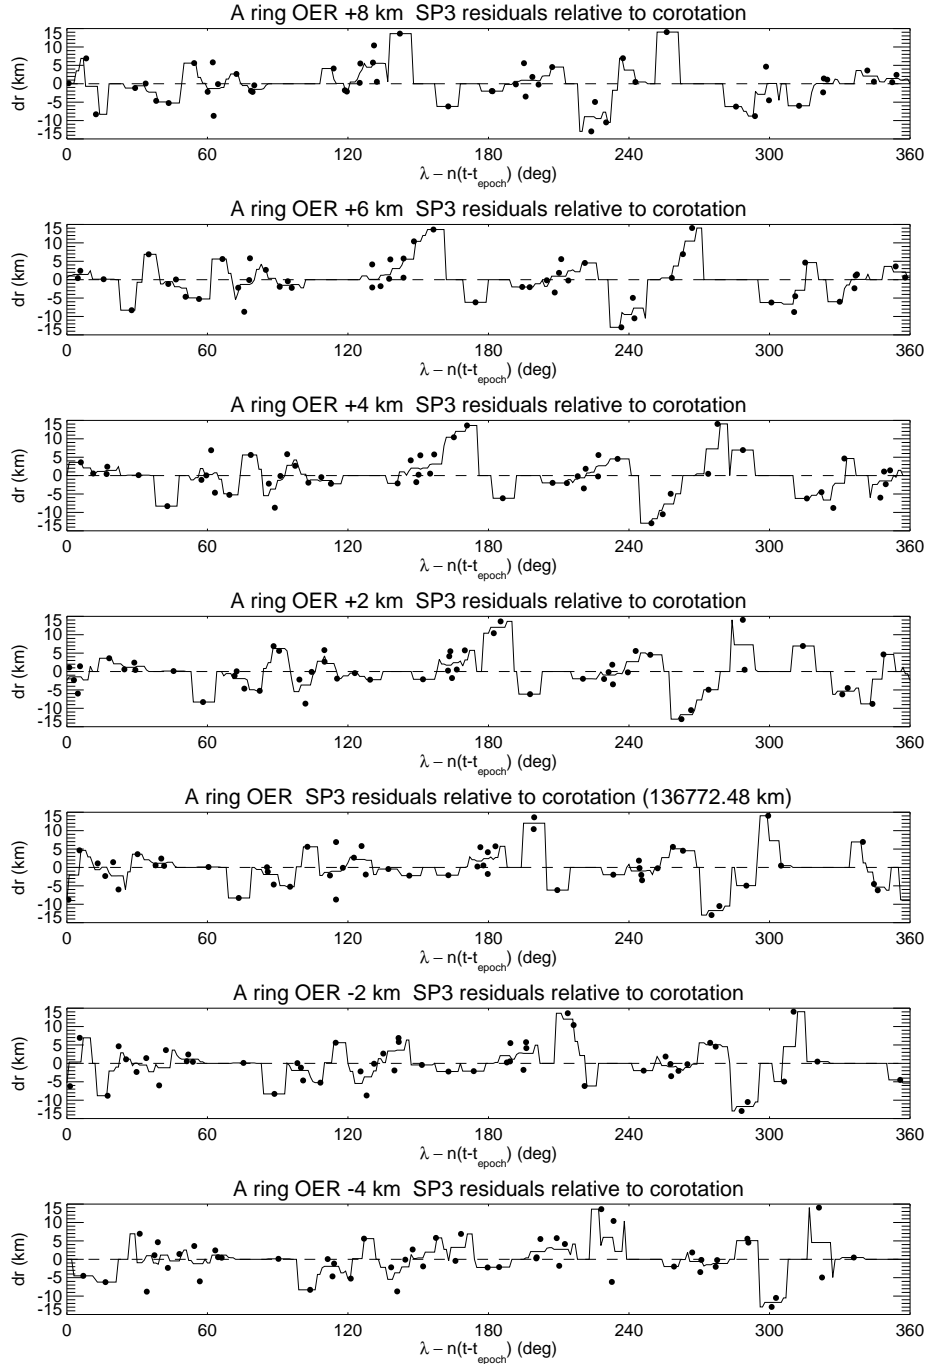 A ring OER +8 km  SP3 residuals relative to corotation
15
10
5
0
-5
-10
-15
dr (km)
0 60 120 180 240 300 360
λ − n(t-t_epoch) (deg)
A ring OER +6 km  SP3 residuals relative to corotation
15
10
5
0
-5
-10
-15
dr (km)
0 60 120 180 240 300 360
λ − n(t-t_epoch) (deg)
A ring OER +4 km  SP3 residuals relative to corotation
15
10
5
0
-5
-10
-15
dr (km)
0 60 120 180 240 300 360
λ − n(t-t_epoch) (deg)
A ring OER +2 km  SP3 residuals relative to corotation
15
10
5
0
-5
-10
-15
dr (km)
0 60 120 180 240 300 360
λ − n(t-t_epoch) (deg)
A ring OER  SP3 residuals relative to corotation (136772.48 km)
15
10
5
0
-5
-10
-15
dr (km)
0 60 120 180 240 300 360
λ − n(t-t_epoch) (deg)
A ring OER -2 km  SP3 residuals relative to corotation
15
10
5
0
-5
-10
-15
dr (km)
0 60 120 180 240 300 360
λ − n(t-t_epoch) (deg)
A ring OER -4 km  SP3 residuals relative to corotation
15
10
5
0
-5
-10
-15
dr (km)
0 60 120 180 240 300 360
λ − n(t-t_epoch) (deg)